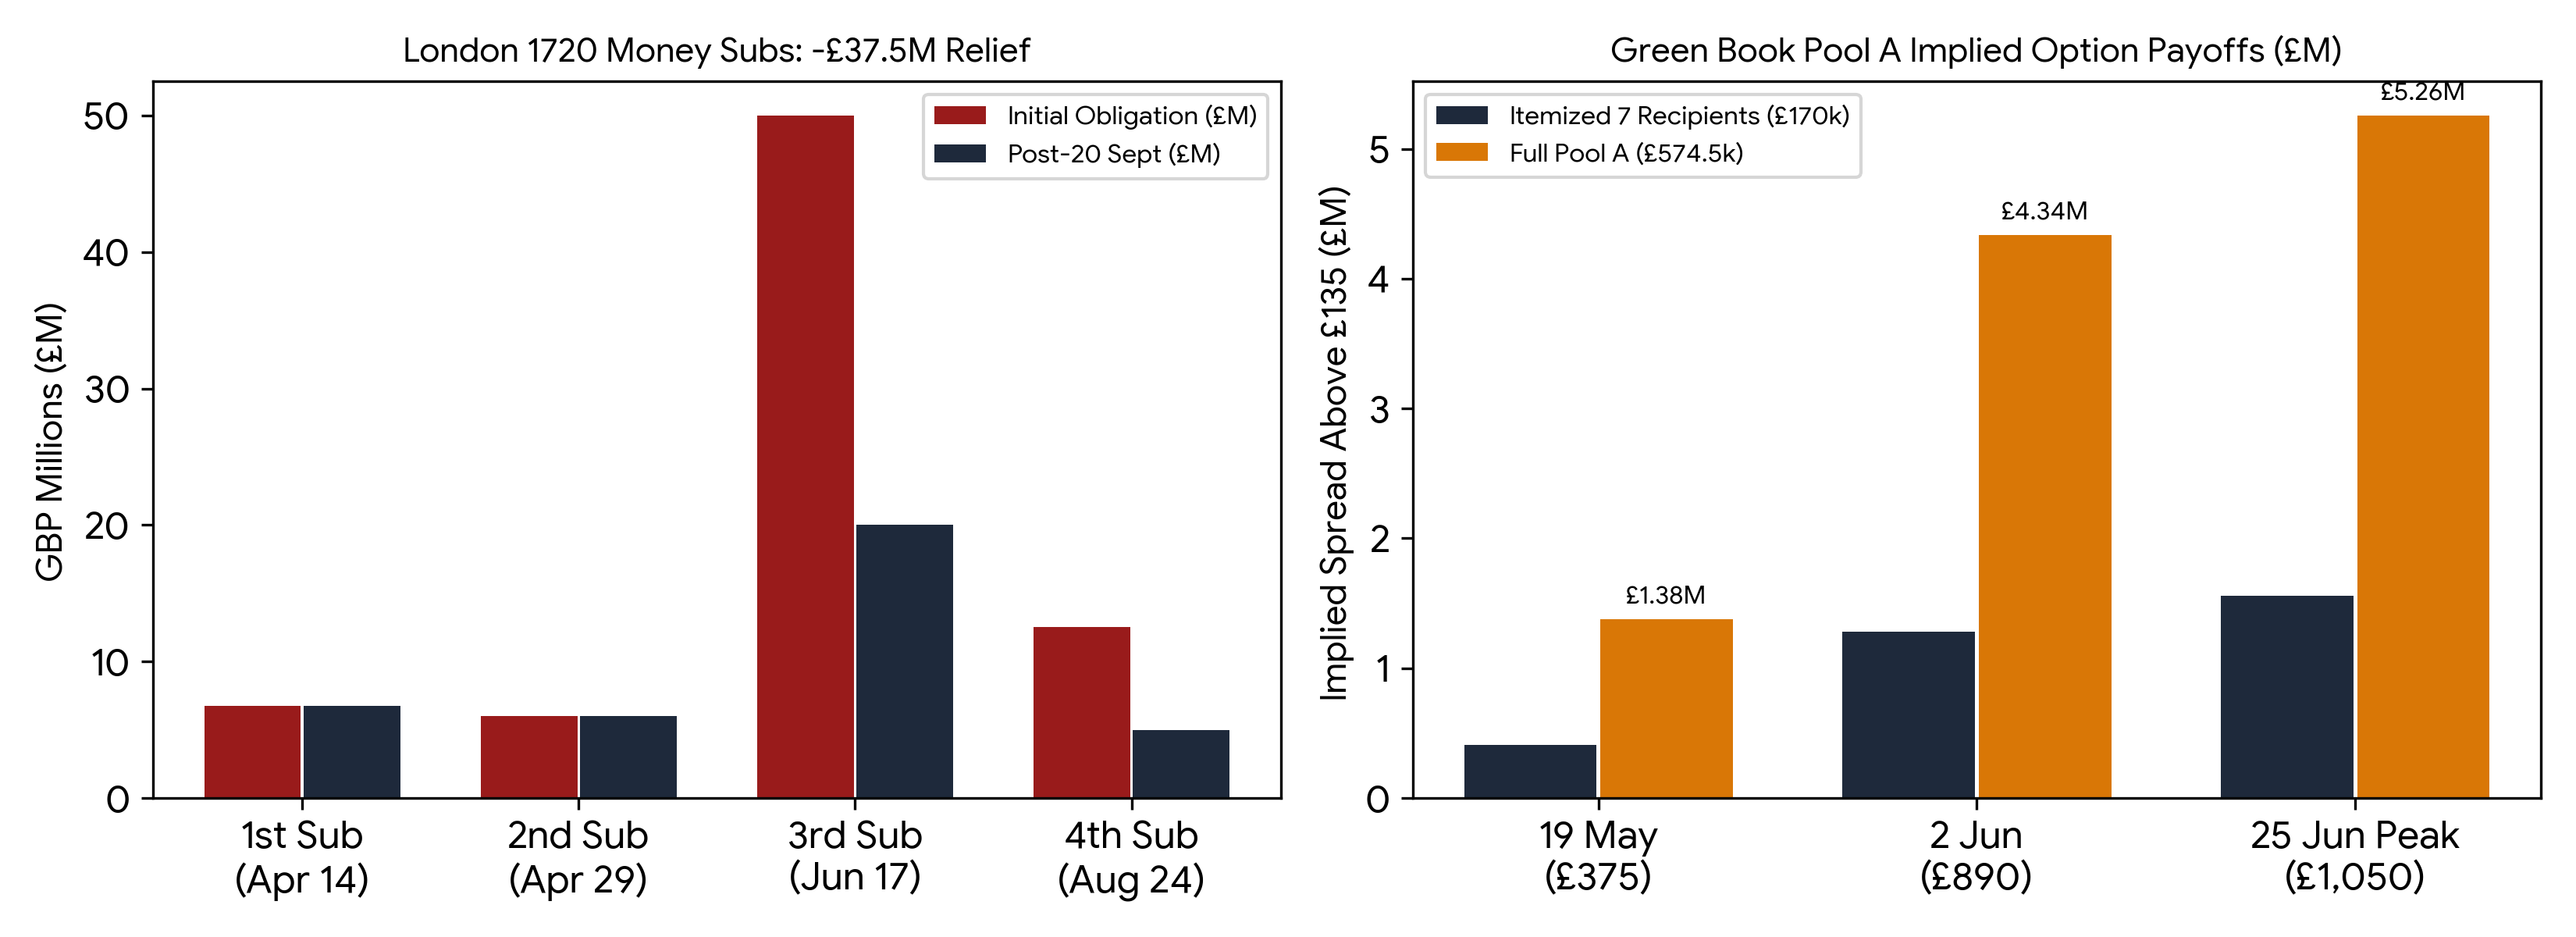 London 1720 Money Subs: -£37.5M Relief
GBP Millions (£M)
50
40
30
20
10
0
Initial Obligation (£M)
Post-20 Sept (£M)
1st Sub
(Apr 14)
2nd Sub
(Apr 29)
3rd Sub
(Jun 17)
4th Sub
(Aug 24)
Green Book Pool A Implied Option Payoffs (£M)
Implied Spread Above £135 (£M)
5
4
3
2
1
0
Itemized 7 Recipients (£170k)
Full Pool A (£574.5k)
£1.38M
£4.34M
£5.26M
19 May
(£375)
2 Jun
(£890)
25 Jun Peak
(£1,050)